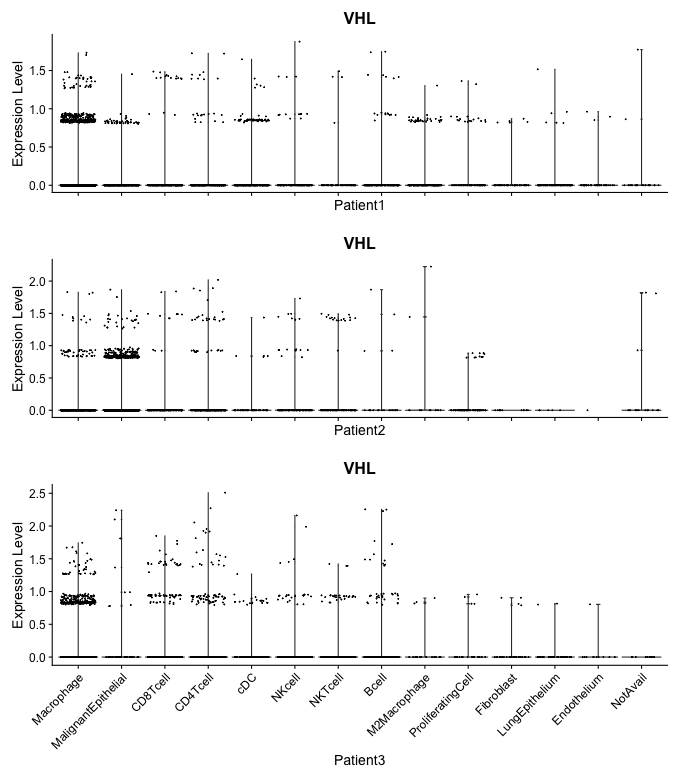 VHL
Expression Level
1.5
1.0
0.5
0.0
Patient1
VHL
Expression Level
2.0
1.5
1.0
0.5
0.0
Patient2
VHL
Expression Level
2.5
2.0
1.5
1.0
0.5
0.0
Macrophage
MalignantEpithelial
CD8Tcell
CD4Tcell
cDC
NKcell
NKTcell
Bcell
M2Macrophage
ProliferatingCell
Fibroblast
LungEpithelium
Endothelium
NotAvail
Patient3